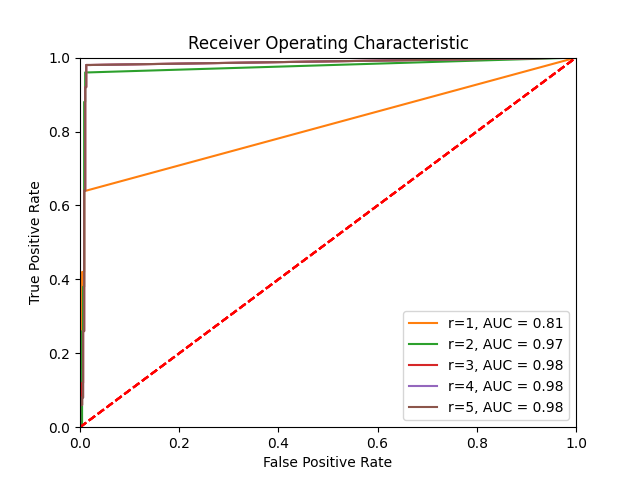 Receiver Operating Characteristic
1.0
0.8
0.6
0.4
0.2
0.0
True Positive Rate
r=1, AUC = 0.81
r=2, AUC = 0.97
r=3, AUC = 0.98
r=4, AUC = 0.98
r=5, AUC = 0.98
0.0 0.2 0.4 0.6 0.8 1.0
False Positive Rate